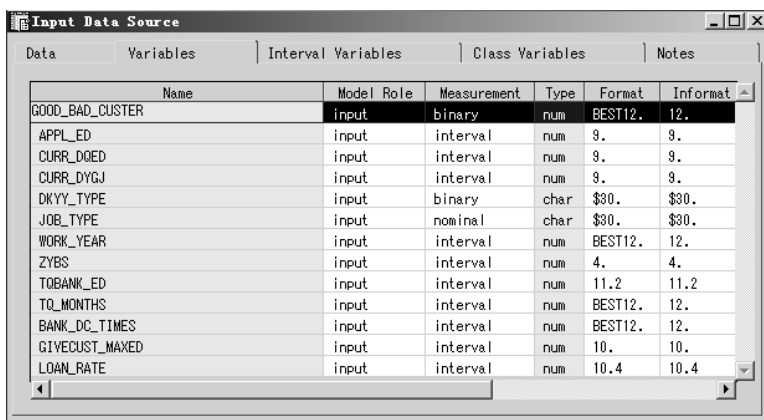 Input Data Source
Data Variables Interval Variables Class Variables Notes
Name Model Role Measurement Type Format Informat
GOOD_BAD_CUSTER input binary num BEST12. 12.
APPL_ED input interval num 9. 9.
CURR_DQED input interval num 9. 9.
CURR_DYGJ input interval num 9. 9.
DKYY_TYPE input binary char $30. $30.
JOB_TYPE input nominal char $30. $30.
WORK_YEAR input interval num BEST12. 12.
ZYBS input interval num 4. 4.
TQBANK_ED input interval num 11.2 11.2
TQ_MONTHS input interval num BEST12. 12.
BANK_DC_TIMES input interval num BEST12. 12.
GIVECUST_MAXED input interval num 10. 10.
LOAN_RATE input interval num 10.4 10.4